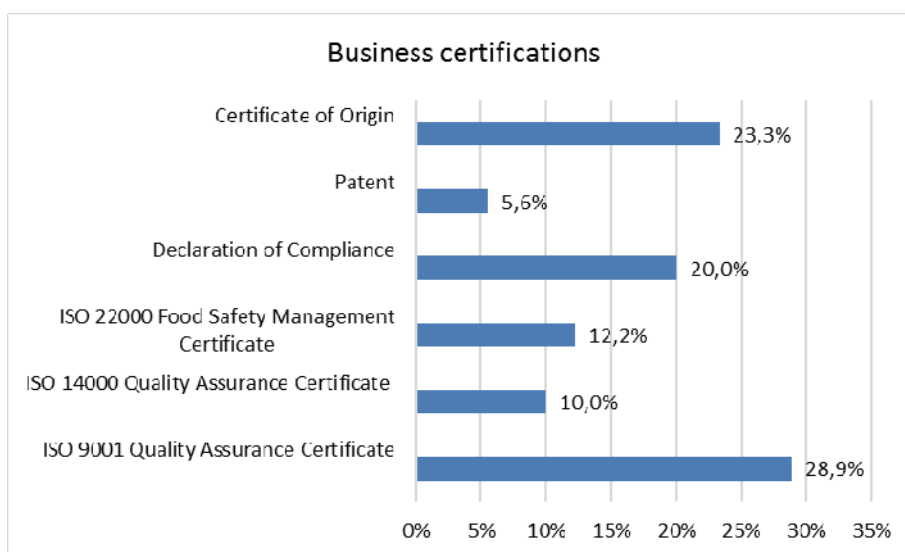 Business certifications
Certificate of Origin
23,3%
Patent
5,6%
Declaration of Compliance
20,0%
ISO 22000 Food Safety Management
Certificate
12,2%
ISO 14000 Quality Assurance Certificate
10,0%
ISO 9001 Quality Assurance Certificate
28,9%
0% 5% 10% 15% 20% 25% 30% 35%